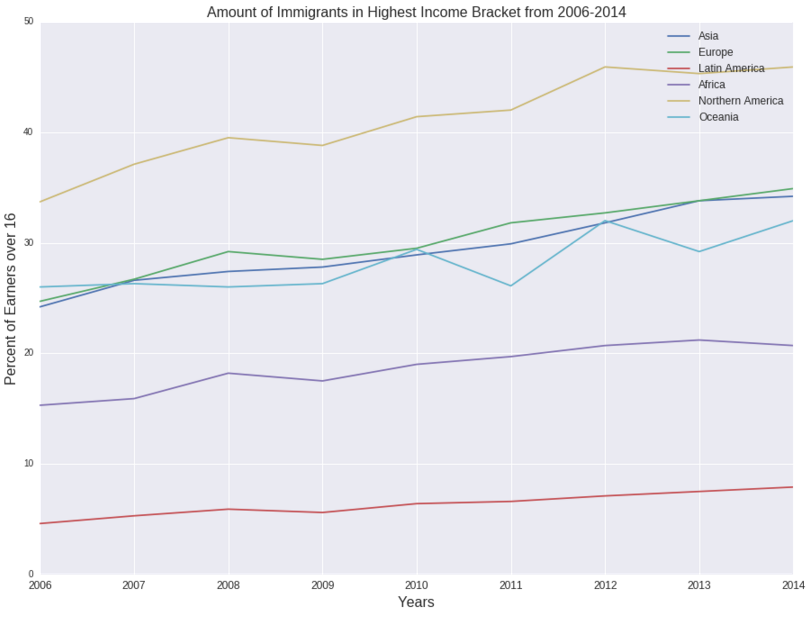 Amount of Immigrants in Highest Income Bracket from 2006-2014
50
40
30
20
10
0
Percent of Earners over 16
Asia
Europe
Latin America
Africa
Northern America
Oceania
2006 2007 2008 2009 2010 2011 2012 2013 2014
Years